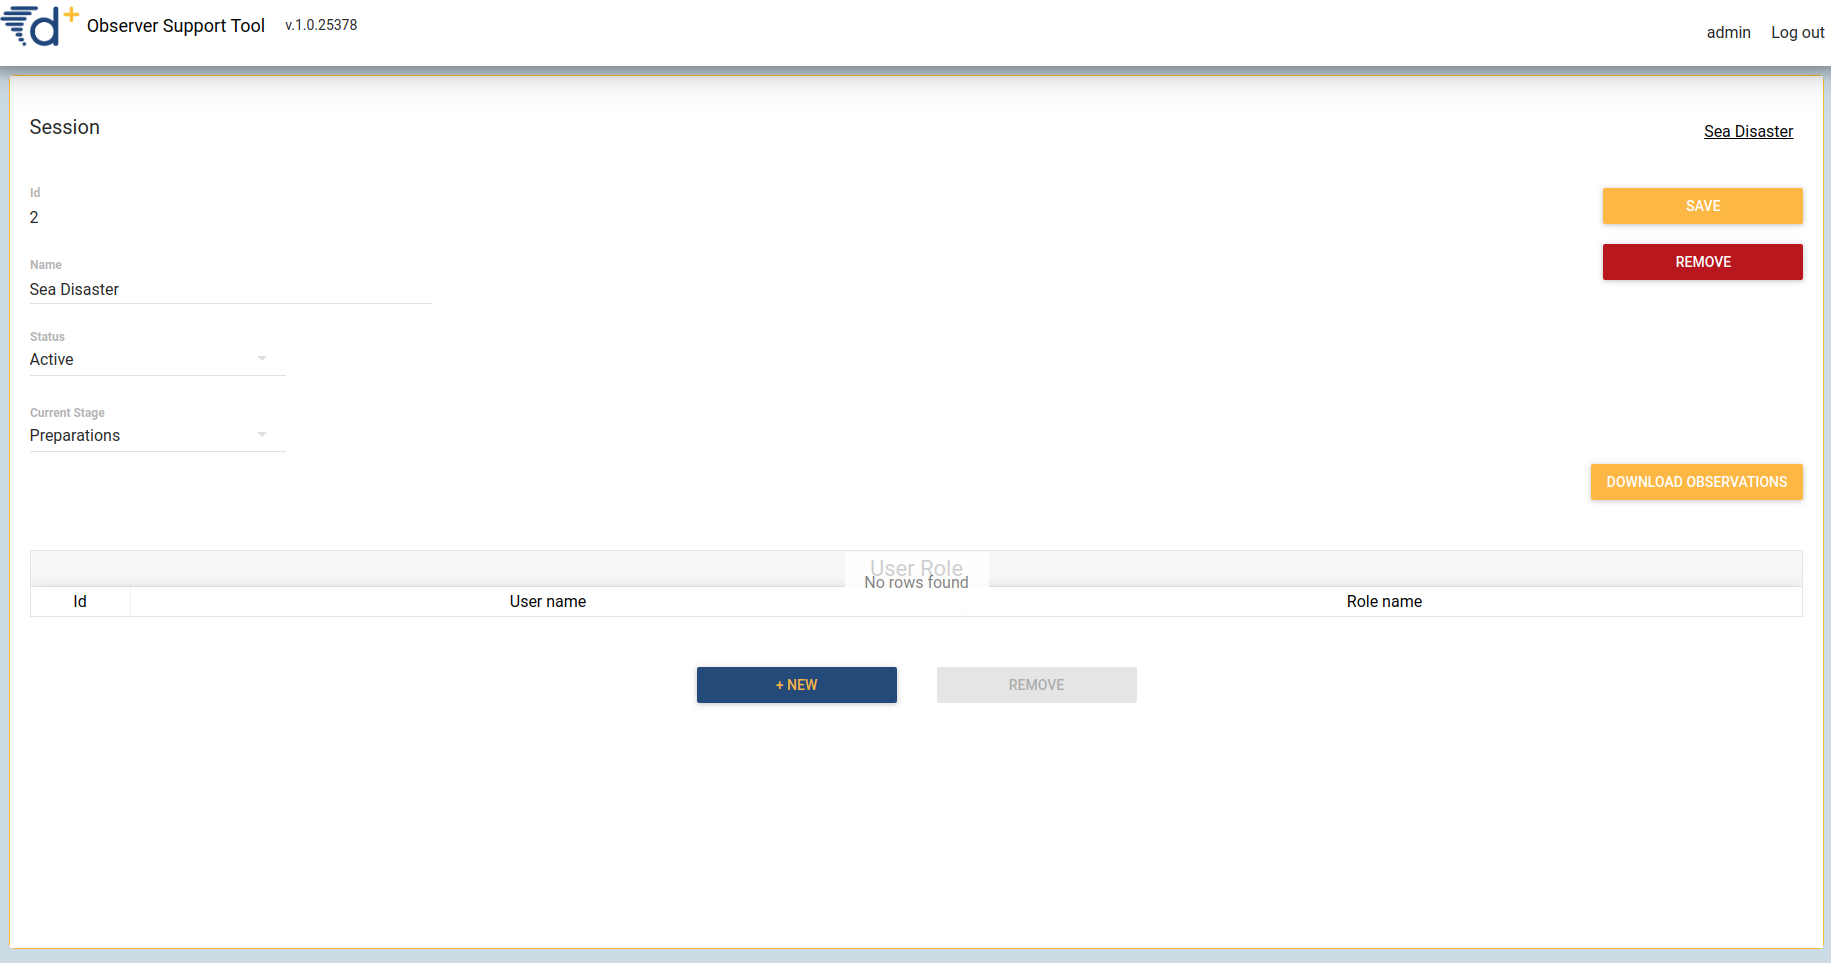 d+
Observer Support Tool v.1.0.25378
admin Log out
Session
Sea Disaster
Id
2
SAVE
REMOVE
Name
Sea Disaster
Status
Active
Current Stage
Preparations
DOWNLOAD OBSERVATIONS
User Role
No rows found
Id User name Role name
+ NEW REMOVE